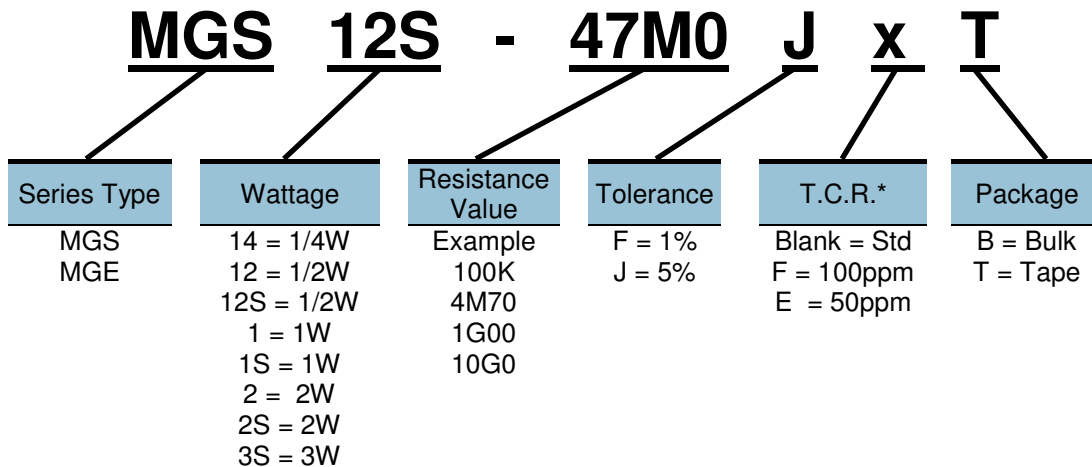 MGS 12S - 47M0 J x T
Series Type Wattage Resistance Value Tolerance T.C.R.* Package
MGS 14 = 1/4W Example F = 1% Blank = Std B = Bulk
MGE 12 = 1/2W 100K J = 5% F = 100ppm T = Tape
12S = 1/2W 4M70 E = 50ppm
1 = 1W 1G00
1S = 1W 10G0
2 = 2W
2S = 2W
3S = 3W